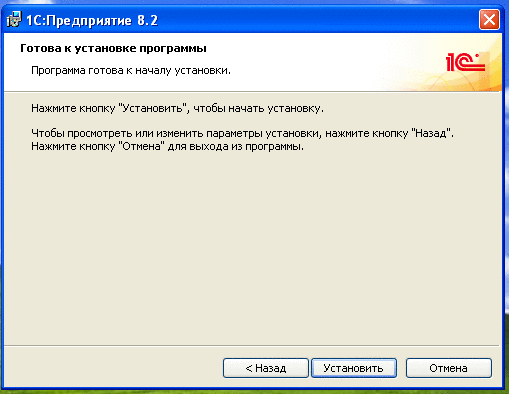 1С:Предприятие 8.2
Готова к установке программы
Программа готова к началу установки.
1С
Нажмите кнопку "Установить", чтобы начать установку.
Чтобы просмотреть или изменить параметры установки, нажмите кнопку "Назад".
Нажмите кнопку "Отмена" для выхода из программы.
< Назад
Установить
Отмена